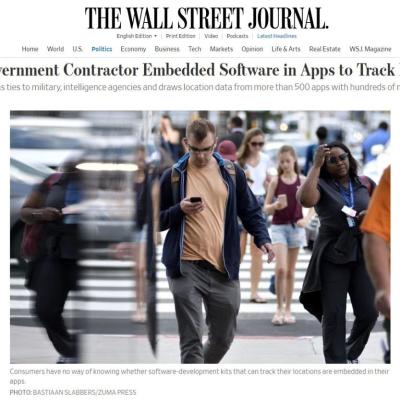 THE WALL STREET JOURNAL.
English Edition Print Edition Video Podcasts Latest Headlines
Home World U.S. Politics Economy Business Tech Markets Opinion Life & Arts Real Estate WSJ. Magazine
ernment Contractor Embedded Software in Apps to Track
s ties to military, intelligence agencies and draws location data from more than 500 apps with hundreds of
Consumers have no way of knowing whether software-development kits that can track their locations are embedded in their
apps.
PHOTO: BASTIAAN SLABBERS/ZUMA PRESS